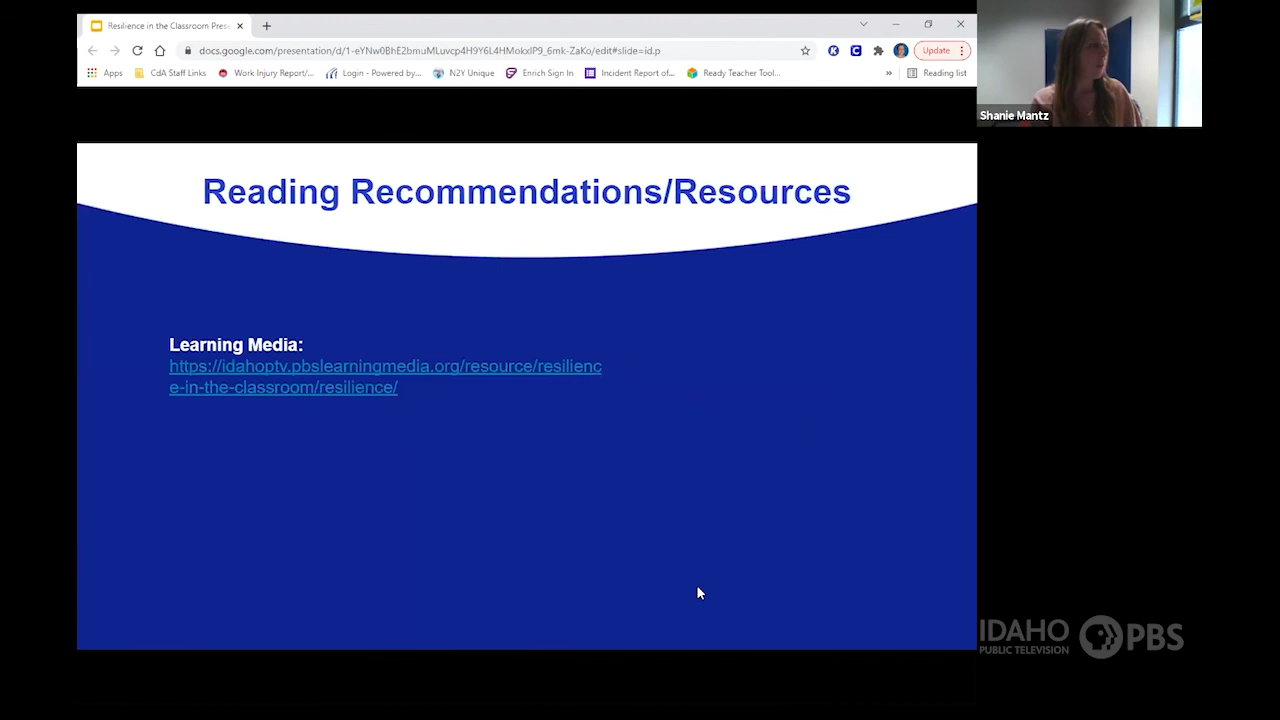 Resilience in the Classroom Pres
docs.google.com/presentation/d/1-eYNw0BhE2bmuMLuvcp4H9Y6L4HMokxIP9_6mk-ZaKo/edit#slide=id.p
Update
Apps
CdA Staff Links
Work Injury Report/...
Login - Powered by...
N2Y Unique
Enrich Sign In
Incident Report of...
Ready Teacher Tool...
»
Reading list
Shanie Mantz
Reading Recommendations/Resources
Learning Media:
https://idahoptv.pbslearningmedia.org/resource/resilienc
e-in-the-classroom/resilience/
IDAHO
PUBLIC TELEVISION
PBS